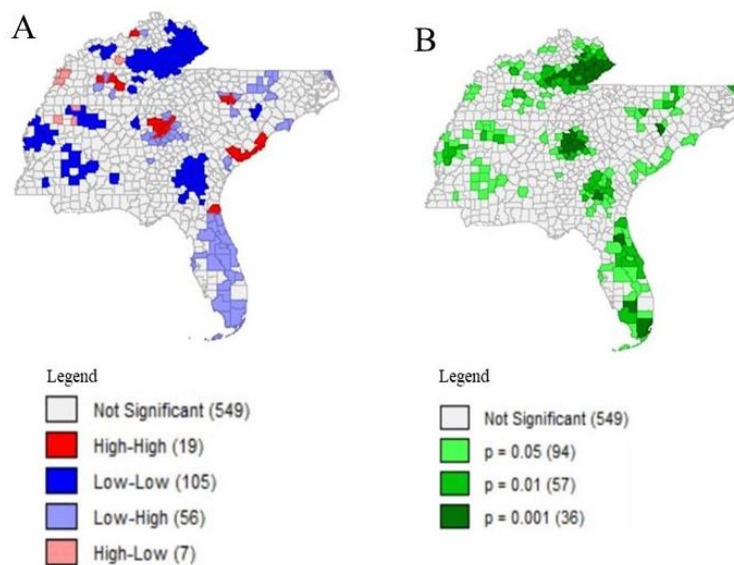 A
B
Legend
Not Significant (549)
High-High (19)
Low-Low (105)
Low-High (56)
High-Low (7)
Legend
Not Significant (549)
p = 0.05 (94)
p = 0.01 (57)
p = 0.001 (36)